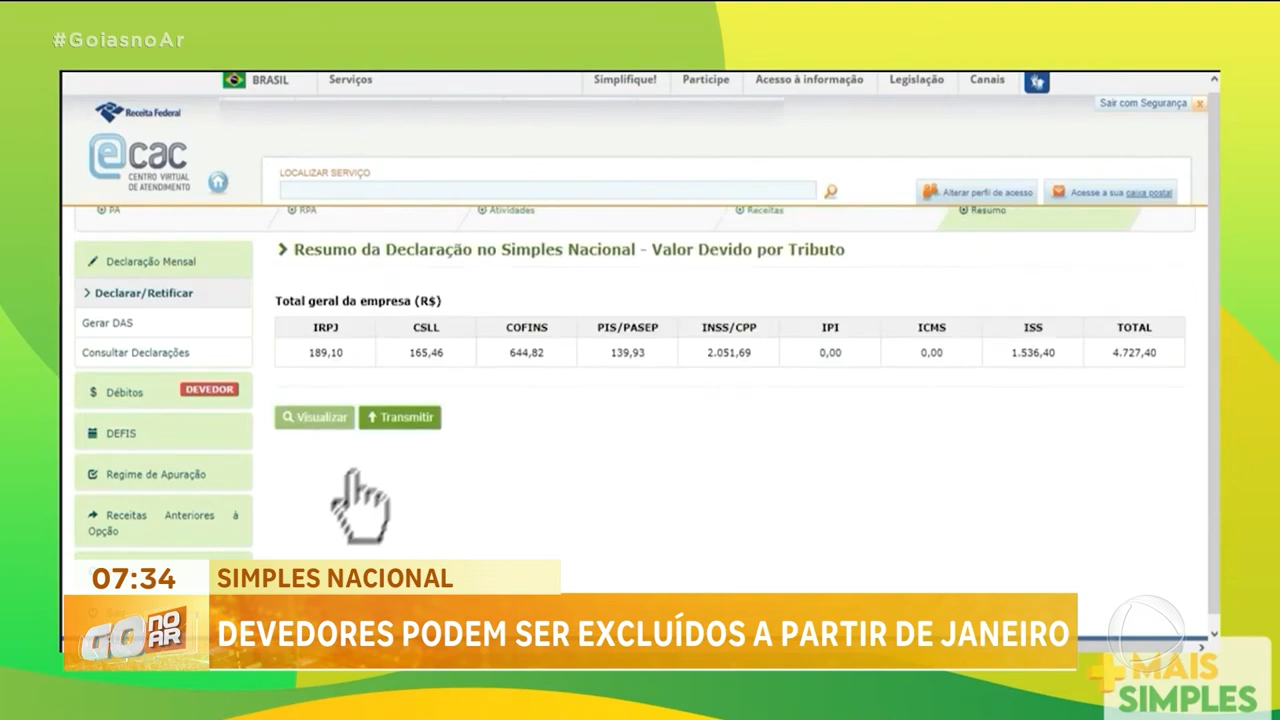 #GoiasnoAr
BRASIL
Serviços
Simplifique!
Participe
Acesso à informação
Legislação
Canais
Receita Federal
Sair com Segurança
x
eCAC
CENTRO VIRTUAL
DE ATENDIMENTO
LOCALIZAR SERVIÇO
Alterar perfil de acesso
Acesse a sua caixa postal
PA
RPA
Atividades
Receitas
Resumo
Declaração Mensal
Declarar/Retificar
Gerar DAS
Consultar Declarações
$ Débitos DEVEDOR
DEFIS
Regime de Apuração
Receitas Anteriores à
Opção
Resumo da Declaração no Simples Nacional - Valor Devido por Tributo
Total geral da empresa (R$)
IRPJ CSLL COFINS PIS/PASEP INSS/CPP IPI ICMS ISS TOTAL
189,10 165,46 644,82 139,93 2.051,69 0,00 0,00 1.536,40 4.727,40
Visualizar Transmitir
07:34
SIMPLES NACIONAL
GO NO AR
DEVEDORES PODEM SER EXCLUÍDOS A PARTIR DE JANEIRO
+MAIS
SIMPLES